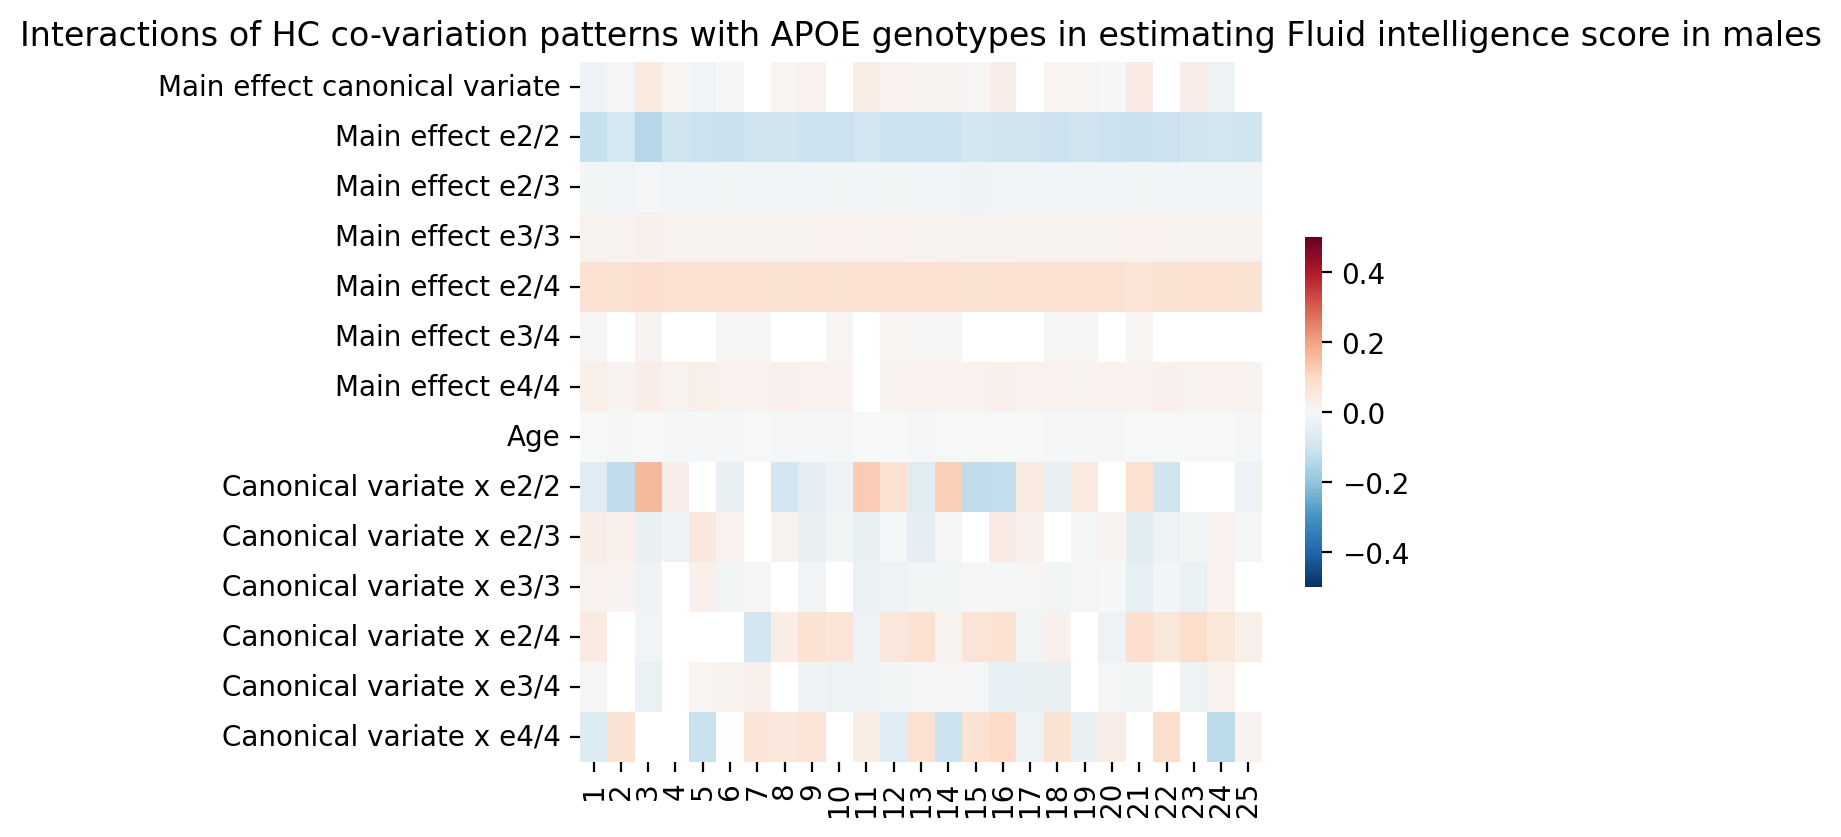 Interactions of HC co-variation patterns with APOE genotypes in estimating Fluid intelligence score in males
Main effect canonical variate
Main effect e2/2
Main effect e2/3
Main effect e3/3
Main effect e2/4
Main effect e3/4
Main effect e4/4
Age
Canonical variate x e2/2
Canonical variate x e2/3
Canonical variate x e3/3
Canonical variate x e2/4
Canonical variate x e3/4
Canonical variate x e4/4
1 2 3 4 5 6 7 8 9 10 11 12 13 14 15 16 17 18 19 20 21 22 23 24 25
0.4
0.2
0.0
−0.2
−0.4